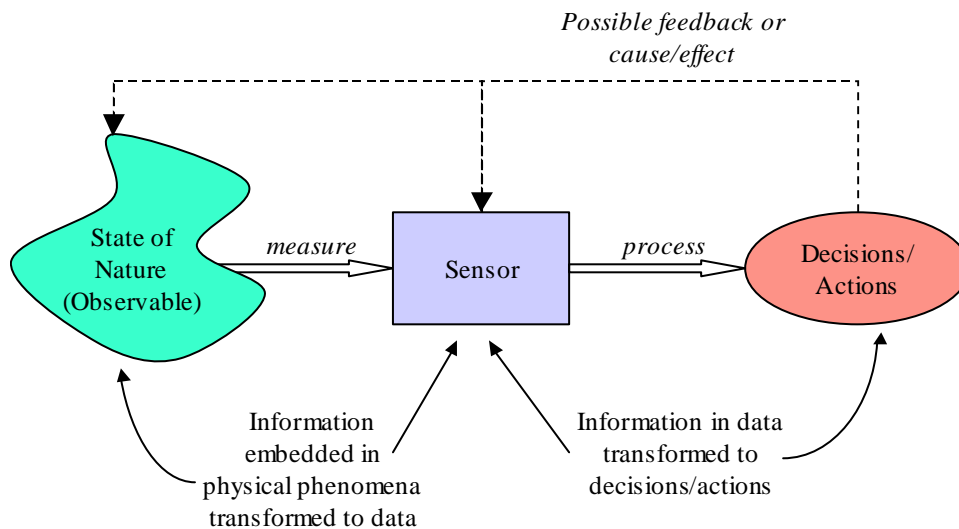 Possible feedback or
cause/effect
State of
Nature
(Observable)
measure
Sensor
process
Decisions/
Actions
Information
embedded in
physical phenomena
transformed to data
Information in data
transformed to
decisions/actions